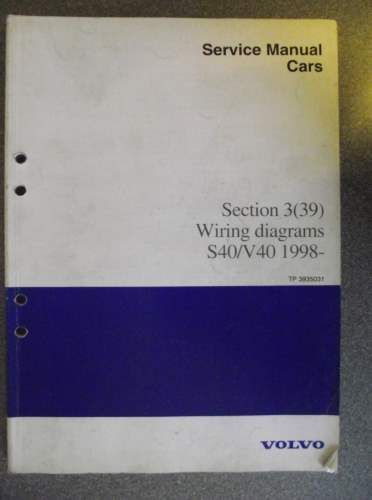 Service Manual
Cars
Section 3(39)
Wiring diagrams
S40/V40 1998-
TP 3935031
VOLVO